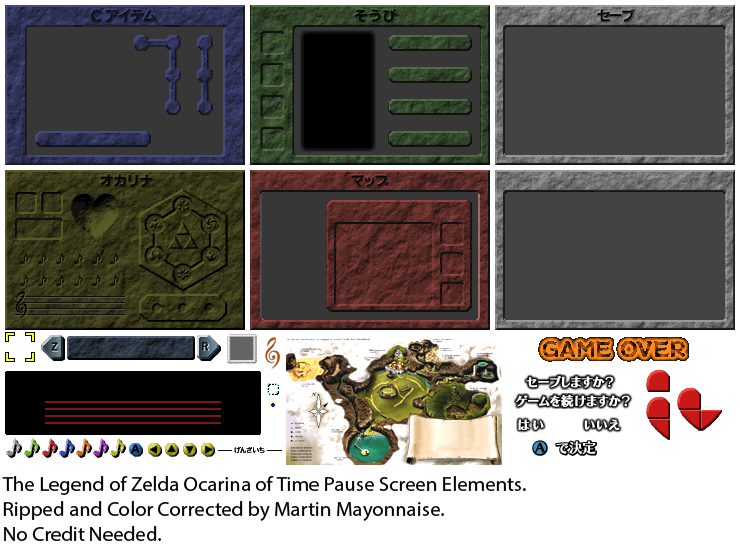 C アイテム
そうび
セーブ
オカリナ
マップ
Z
R
GAME OVER
セーブしますか?
ゲームを続けますか?
はい いいえ
A で決定
A
げんざいち
The Legend of Zelda Ocarina of Time Pause Screen Elements.
Ripped and Color Corrected by Martin Mayonnaise.
No Credit Needed.